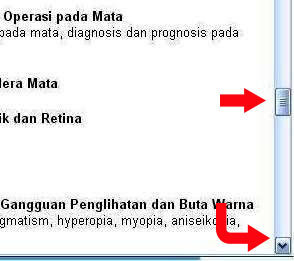 Operasi pada Mata
pada mata, diagnosis dan prognosis pada
dera Mata
ik dan Retina
Gangguan Penglihatan dan Buta Warna
gmatism, hyperopia, myopia, aniseikonia,